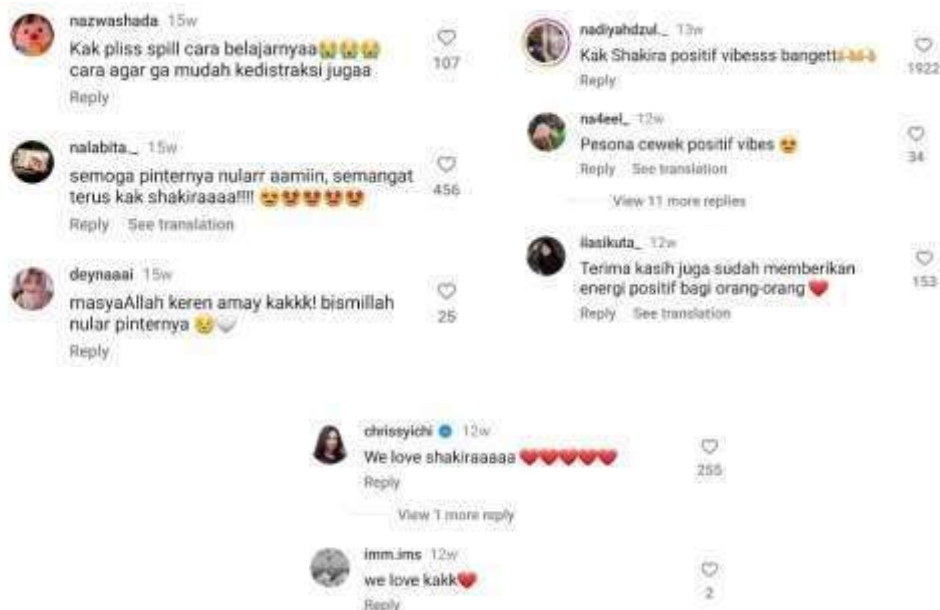 nazwashada 15w
Kak pliss spill cara belajarnyaa😭😭😭
cara agar ga mudah kedistraksi jugaa
107
Reply
nalabita._ 15w
semoga pinternya nularr aamiin, semangat
terus kak shakiraaaa!!!! 😍😍😍😍😍
456
Reply See translation
deynaaai 15w
masyaAllah keren amay kakkk! bismillah
nular pinternya 😢🤍
25
Reply
nadiyahdzul._ 13w
Kak Shakira positif vibesss bangett🙌🙌🙌
1922
Reply
na4eel_ 12w
Pesona cewek positif vibes 😍
34
Reply See translation
View 11 more replies
ilasikuta_ 12w
Terima kasih juga sudah memberikan
energi positif bagi orang-orang ❤️
153
Reply See translation
chrissyichi 12w
We love shakiraaaaa ❤️❤️❤️❤️❤️
255
Reply
View 1 more reply
imm.ims 12w
we love kakk❤️
2
Reply